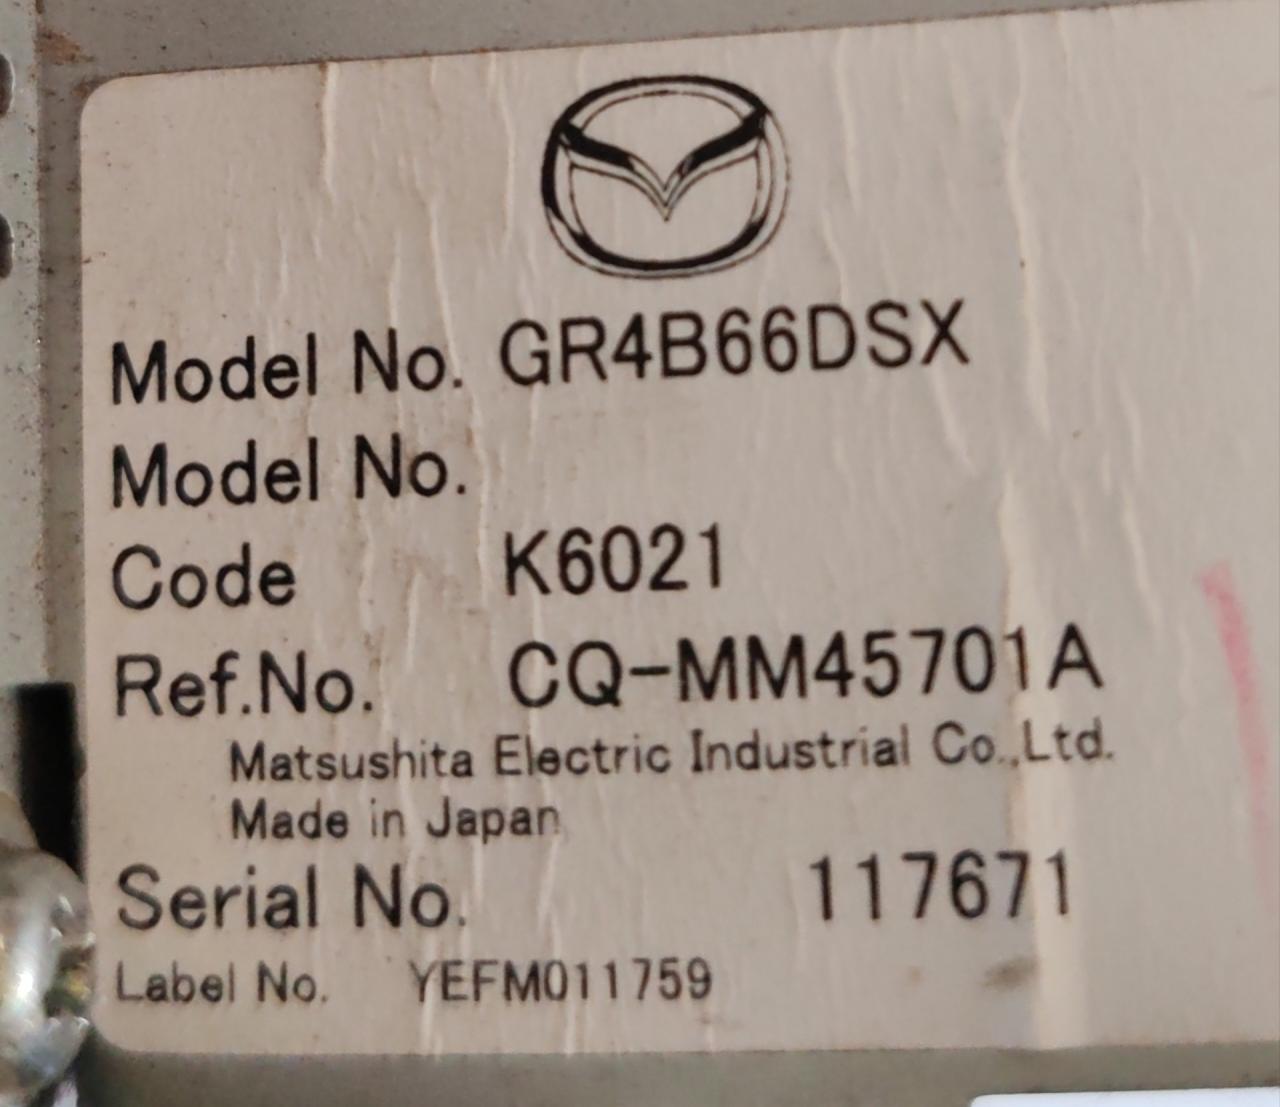 Model No. GR4B66DSX
Model No.
Code K6021
Ref.No. CQ-MM45701A
Matsushita Electric Industrial Co.,Ltd.
Made in Japan
Serial No. 117671
Label No. YEFM011759